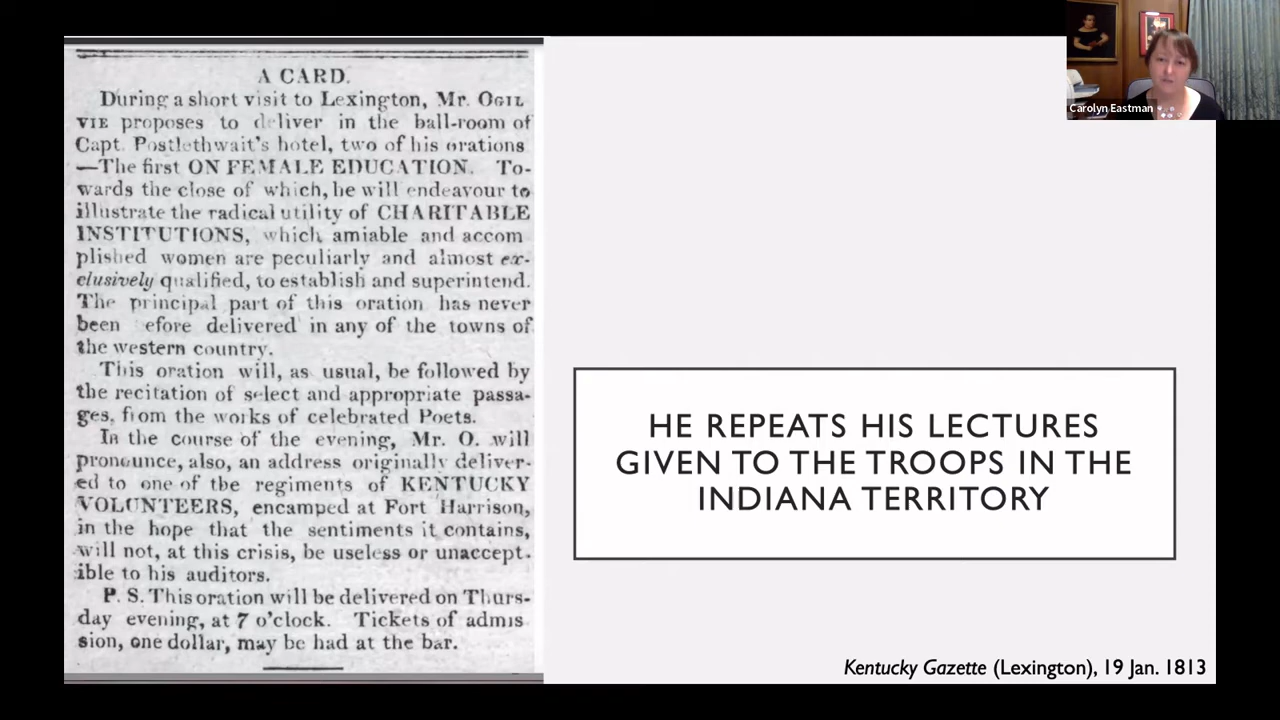 A CARD.
During a short visit to Lexington, Mr. OGIL
VIE proposes to deliver in the ball-room of
Capt. Postlethwait's hotel, two of his orations
—The first ON FEMALE EDUCATION. To-
wards the close of which, he will endeavour to
illustrate the radical utility of CHARITABLE
INSTITUTIONS, which amiable and accom
plished women are peculiarly and almost ex-
clusively qualified, to establish and superintend.
The principal part of this oration has never
been efore delivered in any of the towns of
the western country.
This oration will, as usual, be followed by
the recitation of select and appropriate passa-
ges, from the works of celebrated Poets.
In the course of the evening, Mr. O. will
pronounce, also, an address originally deliver-
ed to one of the regiments of KENTUCKY
VOLUNTEERS, encamped at Fort Harrison,
in the hope that the sentiments it contains,
will not, at this crisis, be useless or unaccept-
ible to his auditors.
P. S. This oration will be delivered on Thurs-
day evening, at 7 o'clock. Tickets of admis
sion, one dollar, may be had at the bar.
HE REPEATS HIS LECTURES
GIVEN TO THE TROOPS IN THE
INDIANA TERRITORY
Kentucky Gazette (Lexington), 19 Jan. 1813
Carolyn Eastman